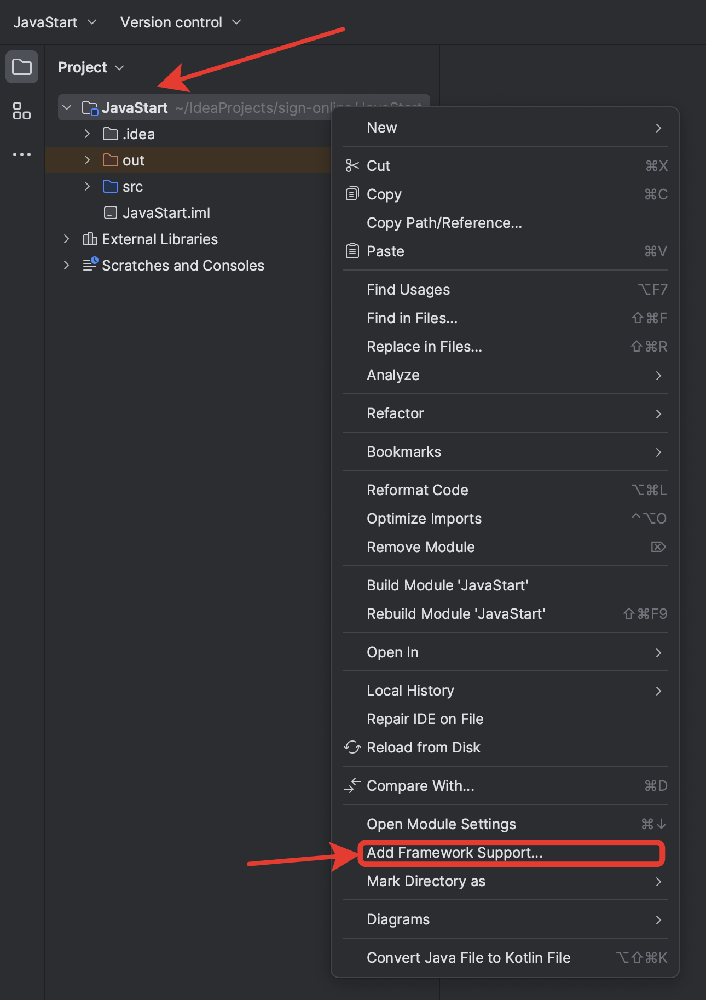 JavaStart
Version control
Project
JavaStart ~/IdeaProjects/sign-online/JavaStart
.idea
out
src
JavaStart.iml
External Libraries
Scratches and Consoles
New
Cut ⌘X
Copy ⌘C
Copy Path/Reference...
Paste ⌘V
Find Usages ⌥F7
Find in Files... ⇧⌘F
Replace in Files... ⇧⌘R
Analyze
Refactor
Bookmarks
Reformat Code ⌥⌘L
Optimize Imports ^⌥O
Remove Module ⌦
Build Module 'JavaStart'
Rebuild Module 'JavaStart' ⇧⌘F9
Open In
Local History
Repair IDE on File
Reload from Disk
Compare With... ⌘D
Open Module Settings ⌘↓
Add Framework Support...
Mark Directory as
Diagrams
Convert Java File to Kotlin File ⌥⇧⌘K